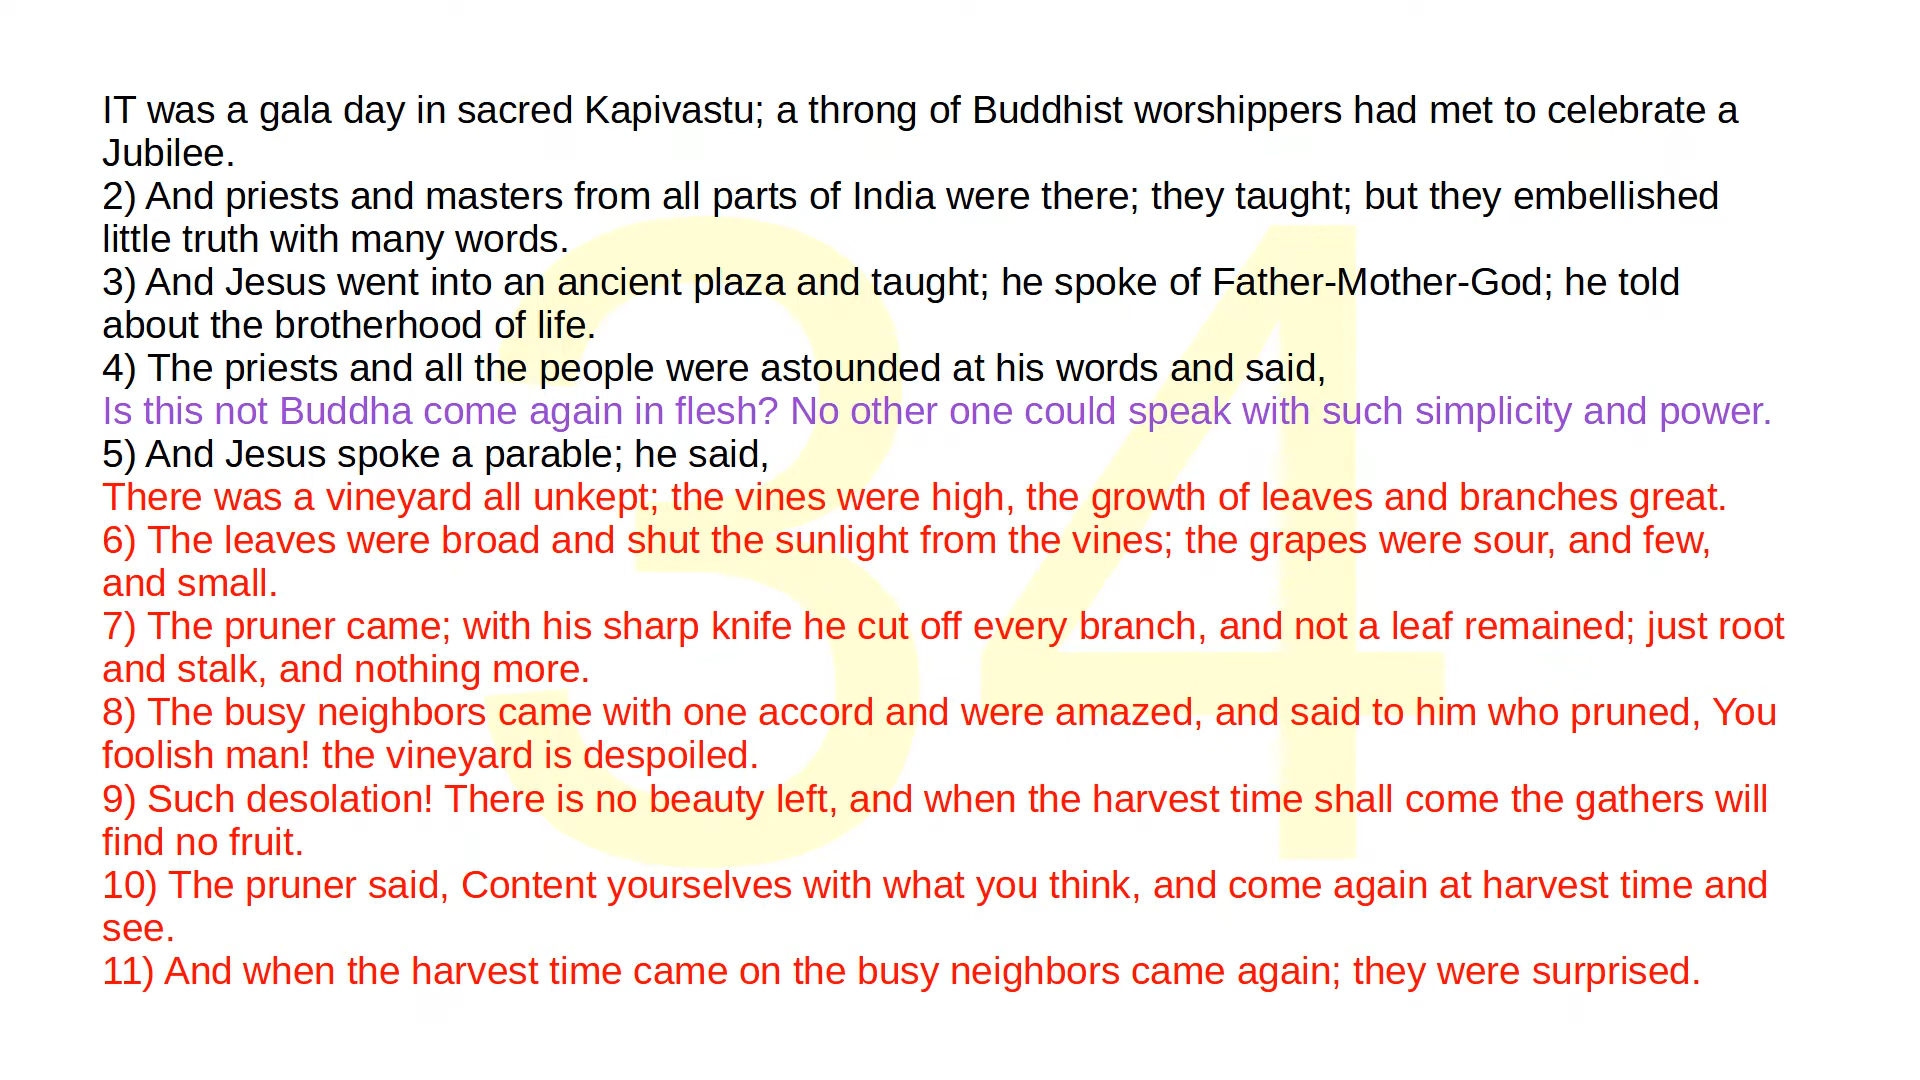 IT was a gala day in sacred Kapivastu; a throng of Buddhist worshippers had met to celebrate a
Jubilee.
2) And priests and masters from all parts of India were there; they taught; but they embellished
little truth with many words.
3) And Jesus went into an ancient plaza and taught; he spoke of Father-Mother-God; he told
about the brotherhood of life.
4) The priests and all the people were astounded at his words and said,
Is this not Buddha come again in flesh? No other one could speak with such simplicity and power.
5) And Jesus spoke a parable; he said,
There was a vineyard all unkept; the vines were high, the growth of leaves and branches great.
6) The leaves were broad and shut the sunlight from the vines; the grapes were sour, and few,
and small.
7) The pruner came; with his sharp knife he cut off every branch, and not a leaf remained; just root
and stalk, and nothing more.
8) The busy neighbors came with one accord and were amazed, and said to him who pruned, You
foolish man! the vineyard is despoiled.
9) Such desolation! There is no beauty left, and when the harvest time shall come the gathers will
find no fruit.
10) The pruner said, Content yourselves with what you think, and come again at harvest time and
see.
11) And when the harvest time came on the busy neighbors came again; they were surprised.
34